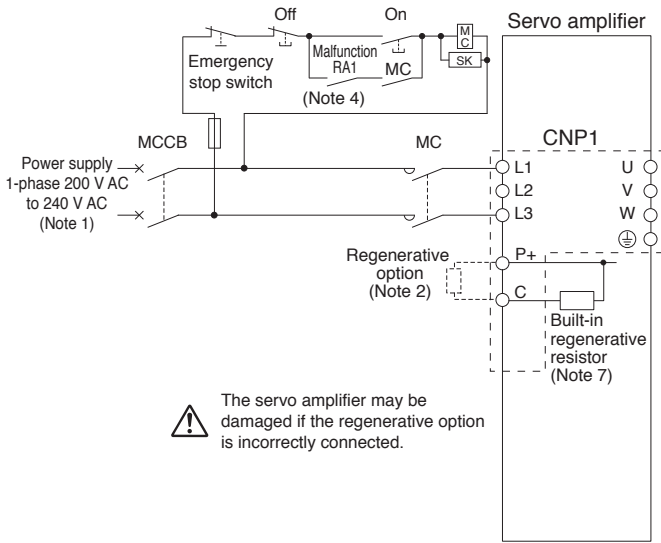 Off
On
Servo amplifier
Emergency
stop switch
Malfunction
RA1
MC
(Note 4)
M
C
SK
MCCB
MC
CNP1
Power supply
1-phase 200 V AC
to 240 V AC
(Note 1)
L1
L2
L3
U
V
W
Regenerative
option
(Note 2)
P+
C
Built-in
regenerative
resistor
(Note 7)
The servo amplifier may be
damaged if the regenerative option
is incorrectly connected.